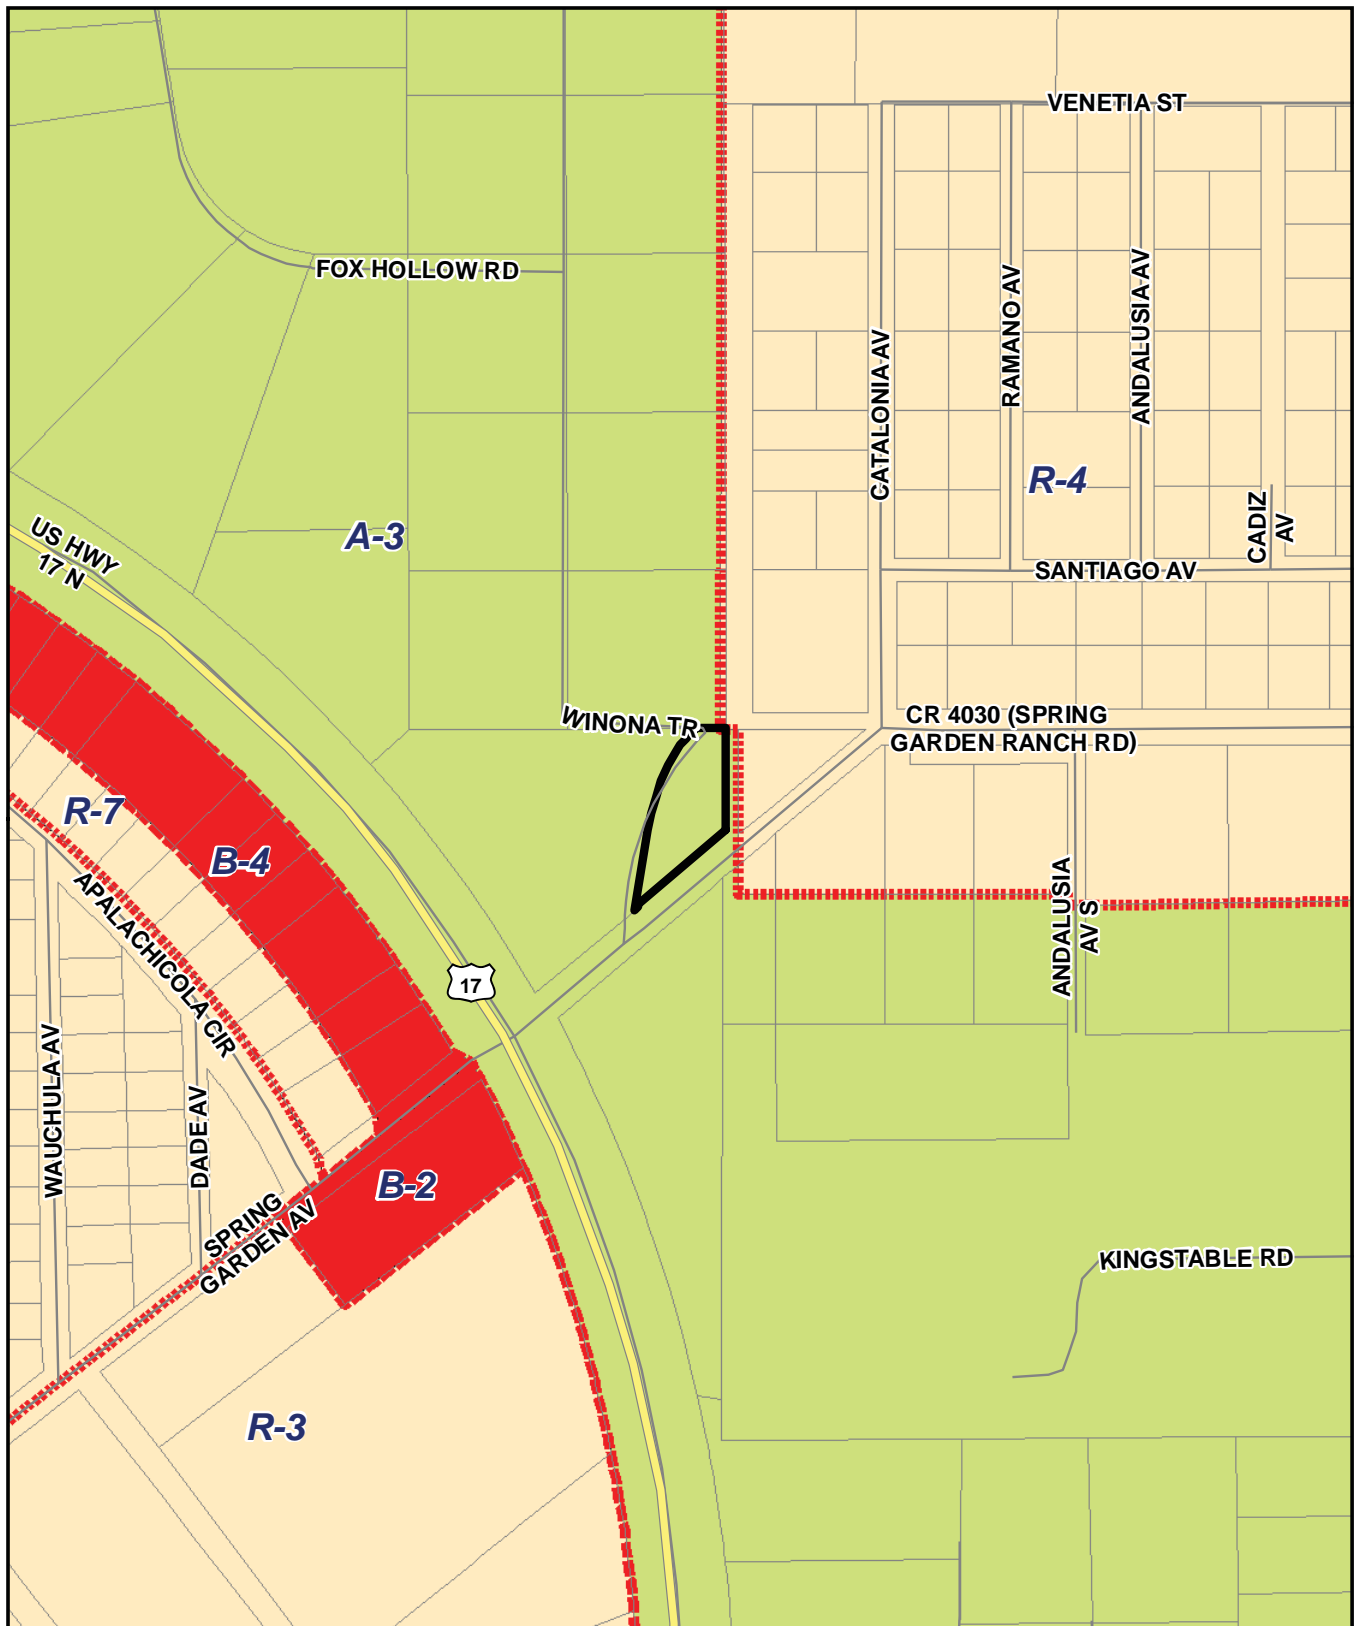 VENETIA ST
FOX HOLLOW RD
RAMANO AV
ANDALUSIA AV
CATALONIA AV
R-4
CADIZ
AV
A-3
US HWY
17 N
SANTIAGO AV
WINONA TR
CR 4030 (SPRING
GARDEN RANCH RD)
R-7
B-4
APALACHICOLA CIR
ANDALUSIA
AV S
17
WAUCHULA AV
DADE AV
B-2
SPRING
GARDEN AV
KINGSTABLE RD
R-3